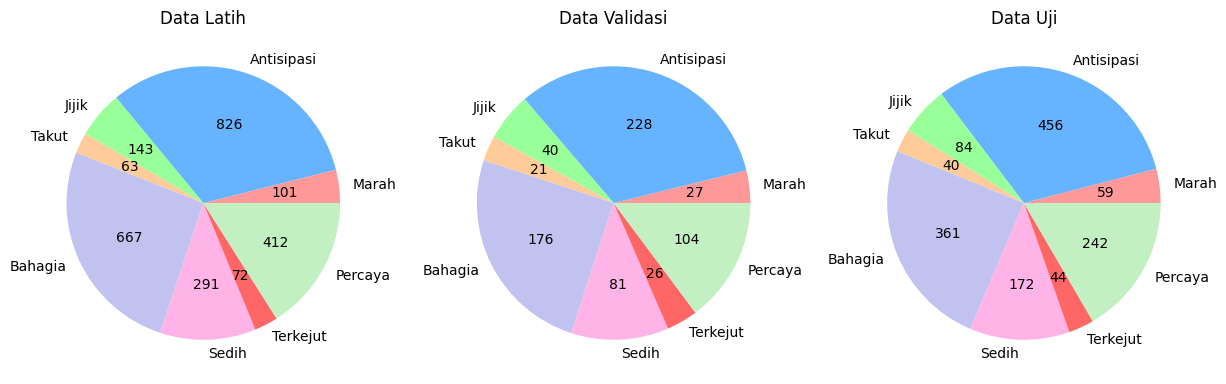 Data Latih
Antisipasi
Jijik
826
Takut
143
63
Marah
101
667
412
Bahagia
72
Percaya
291
Terkejut
Sedih
Data Validasi
Antisipasi
Jijik
228
Takut
40
21
Marah
27
176
104
Bahagia
26
Percaya
81
Terkejut
Sedih
Data Uji
Antisipasi
Jijik
456
Takut
84
40
Marah
59
361
242
Bahagia
44
Percaya
172
Terkejut
Sedih